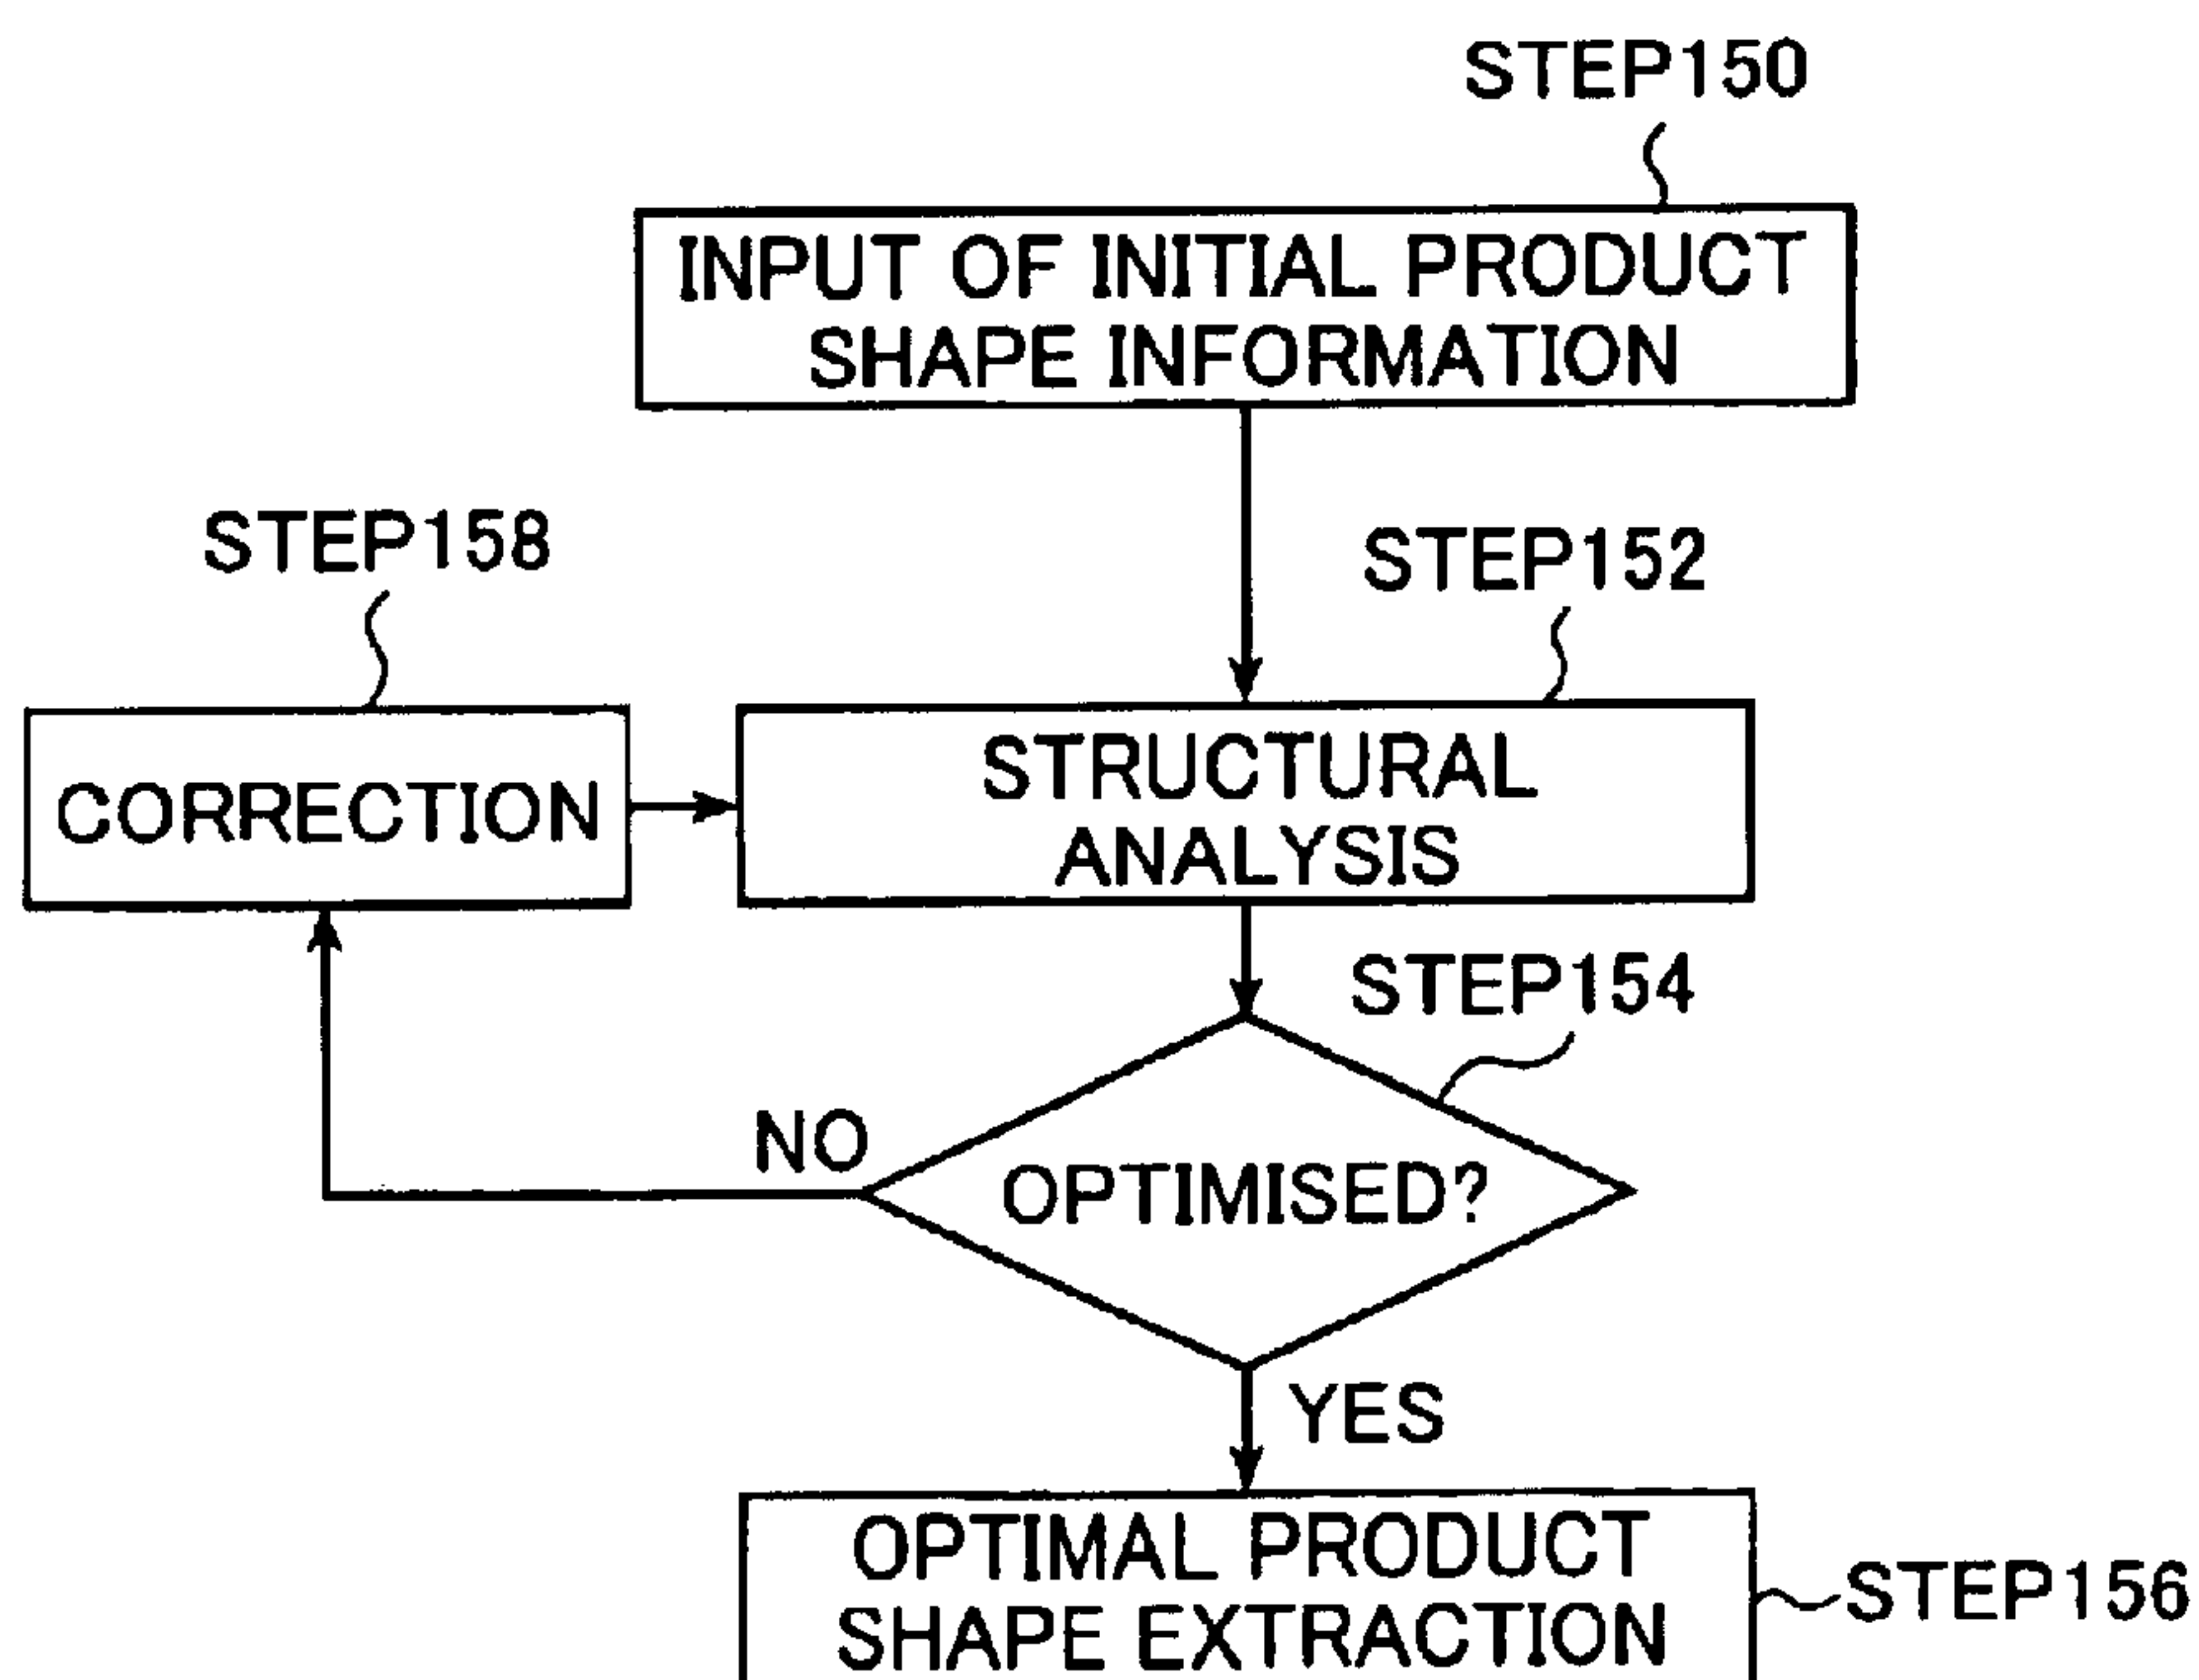 STEP150
INPUT OF INITIAL PRODUCT
SHAPE INFORMATION
STEP158
STEP152
CORRECTION
STRUCTURAL
ANALYSIS
STEP154
NO
OPTIMISED?
YES
OPTIMAL PRODUCT
SHAPE EXTRACTION
STEP156